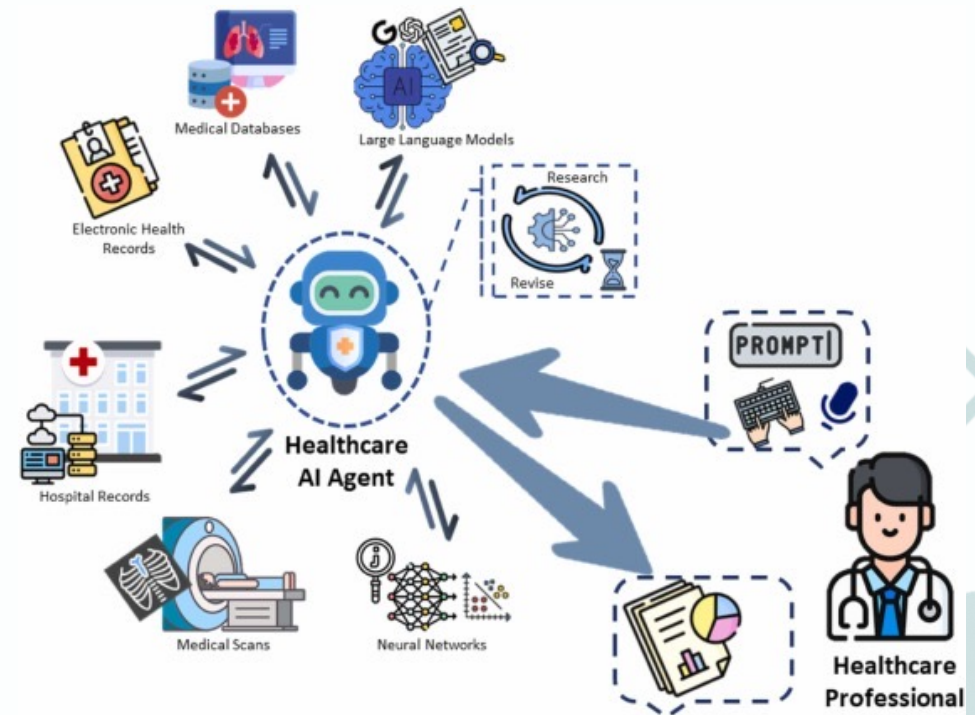 Medical Databases
AI
Large Language Models
Electronic Health
Records
Research
Revise
PROMPT
Healthcare
AI Agent
Hospital Records
Medical Scans
Neural Networks
Healthcare
Professional